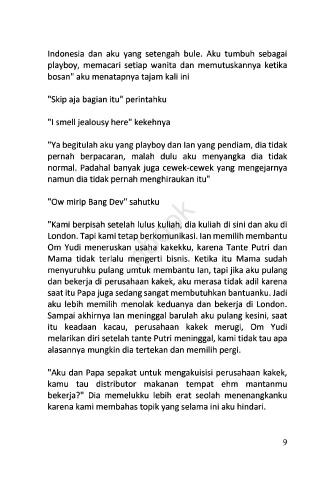 Indonesia dan aku yang setengah bule. Aku tumbuh sebagai
playboy, memacari setiap wanita dan memutuskannya ketika
bosan" aku menatapnya tajam kali ini
"Skip aja bagian itu" perintahku
"I smell jealousy here" kekehnya
"Ya begitulah aku yang playboy dan Ian yang pendiam, dia tidak
pernah berpacaran, malah dulu aku menyangka dia tidak
normal. Padahal banyak juga cewek-cewek yang mengejarnya
namun dia tidak pernah menghiraukan itu"
"Ow mirip Bang Dev" sahutku
"Kami berpisah setelah lulus kuliah, dia kuliah di sini dan aku di
London. Tapi kami tetap berkomunikasi. Ian memilih membantu
Om Yudi meneruskan usaha kakekku, karena Tante Putri dan
Mama tidak terlalu mengerti bisnis. Ketika itu Mama sudah
menyuruhku pulang umtuk membantu Ian, tapi jika aku pulang
dan bekerja di perusahaan kakek, aku merasa tidak adil karena
saat itu Papa juga sedang sangat membutuhkan bantuanku. Jadi
aku lebih memilih menolak keduanya dan bekerja di London.
Sampai akhirnya Ian meninggal barulah aku pulang kesini, saat
itu keadaan kacau, perusahaan kakek merugi, Om Yudi
melarikan diri setelah tante Putri meninggal, kami tidak tau apa
alasannya mungkin dia tertekan dan memilih pergi.
"Aku dan Papa sepakat untuk mengakuisisi perusahaan kakek,
kamu tau distributor makanan tempat ehm mantanmu
bekerja?" Dia memelukku lebih erat seolah menenangkanku
karena kami membahas topik yang selama ini aku hindari.
9